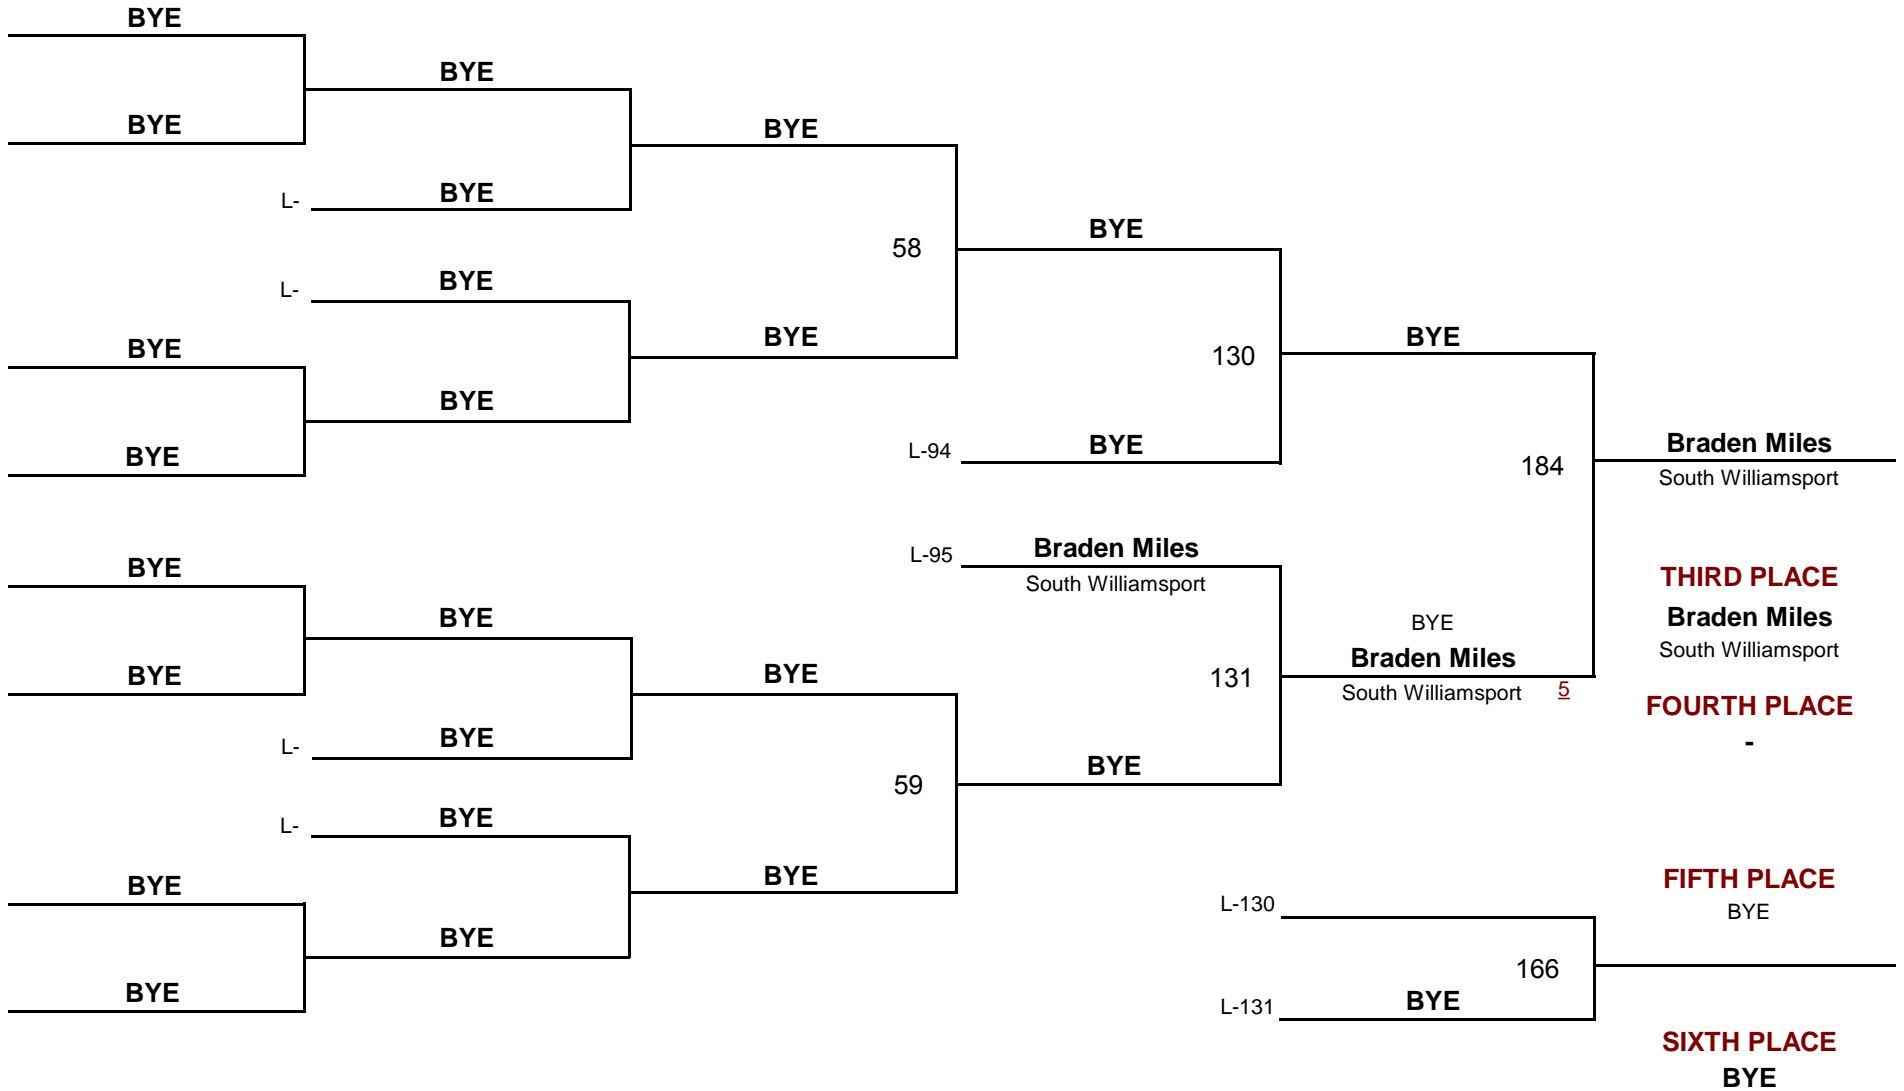 BYE
BYE
BYE
BYE
L-
BYE
58
BYE
L-
BYE
BYE
BYE
130
BYE
BYE
BYE
L-94
BYE
184
Braden Miles
South Williamsport
BYE
L-95
Braden Miles
South Williamsport
BYE
THIRD PLACE
Braden Miles
South Williamsport
BYE
Braden Miles
South Williamsport
5
BYE
131
BYE
FOURTH PLACE
-
L-
BYE
59
BYE
L-
BYE
BYE
BYE
FIFTH PLACE
BYE
L-130
BYE
166
BYE
L-131
BYE
SIXTH PLACE
BYE